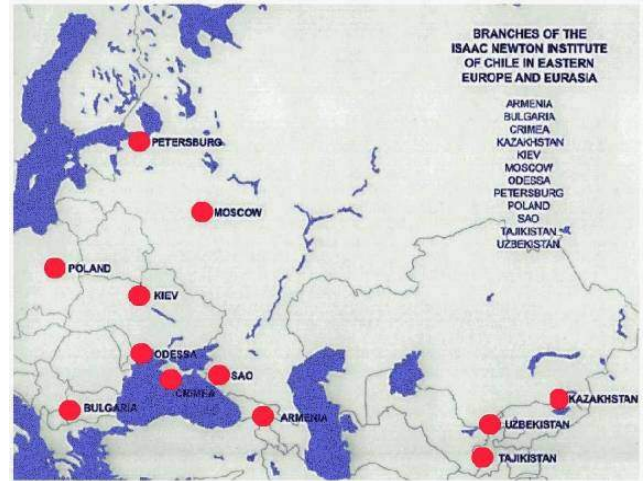 BRANCHES OF THE
ISAAC NEWTON INSTITUTE
OF CHILE IN EASTERN
EUROPE AND EURASIA
ARMENIA
BULGARIA
CRIMEA
KAZAKHSTAN
KIEV
MOSCOW
ODESSA
PETERSBURG
POLAND
SAO
TAJIKISTAN
UZBEKISTAN
PETERSBURG
MOSCOW
POLAND
KIEV
ODESSA
SAO
CRIMEA
KAZAKHSTAN
BULGARIA
ARMENIA
UZBEKISTAN
TAJIKISTAN